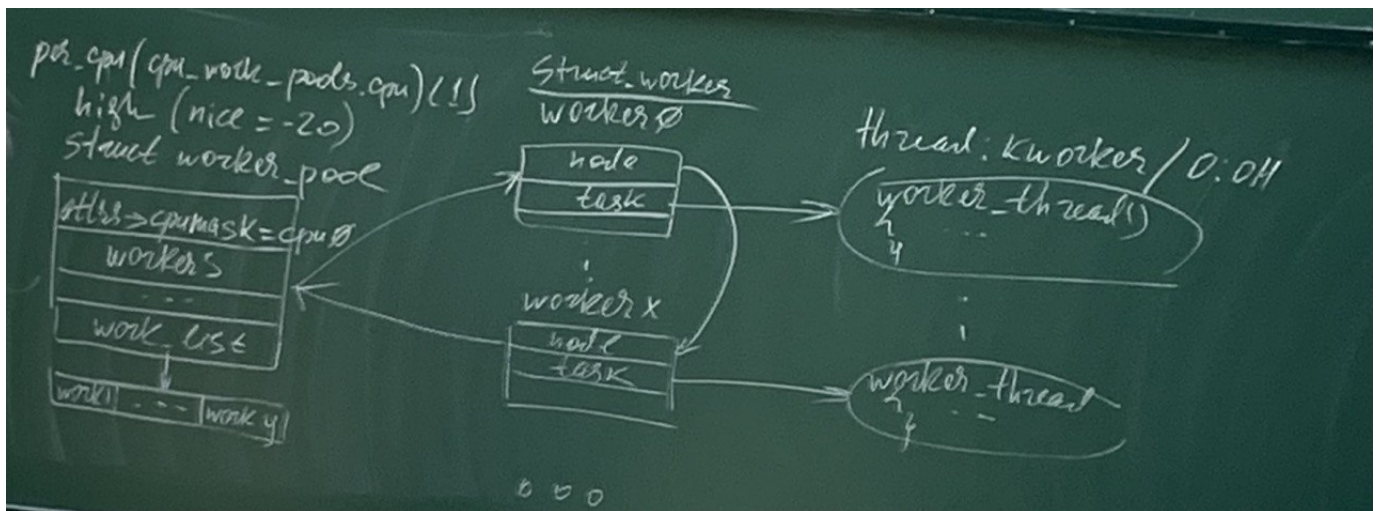 per_cpu(cpu_work_pools.cpu)[1]
high (nice = -20)
struct worker_pool
attrs->cpumask=cpu0
workers
...
work_list
work1 --- work y
struct worker
worker0
node
task
worker x
node
task
thread: kworker/0:0H
worker_thread()
{ ...
}
worker_thread
{ ...
}